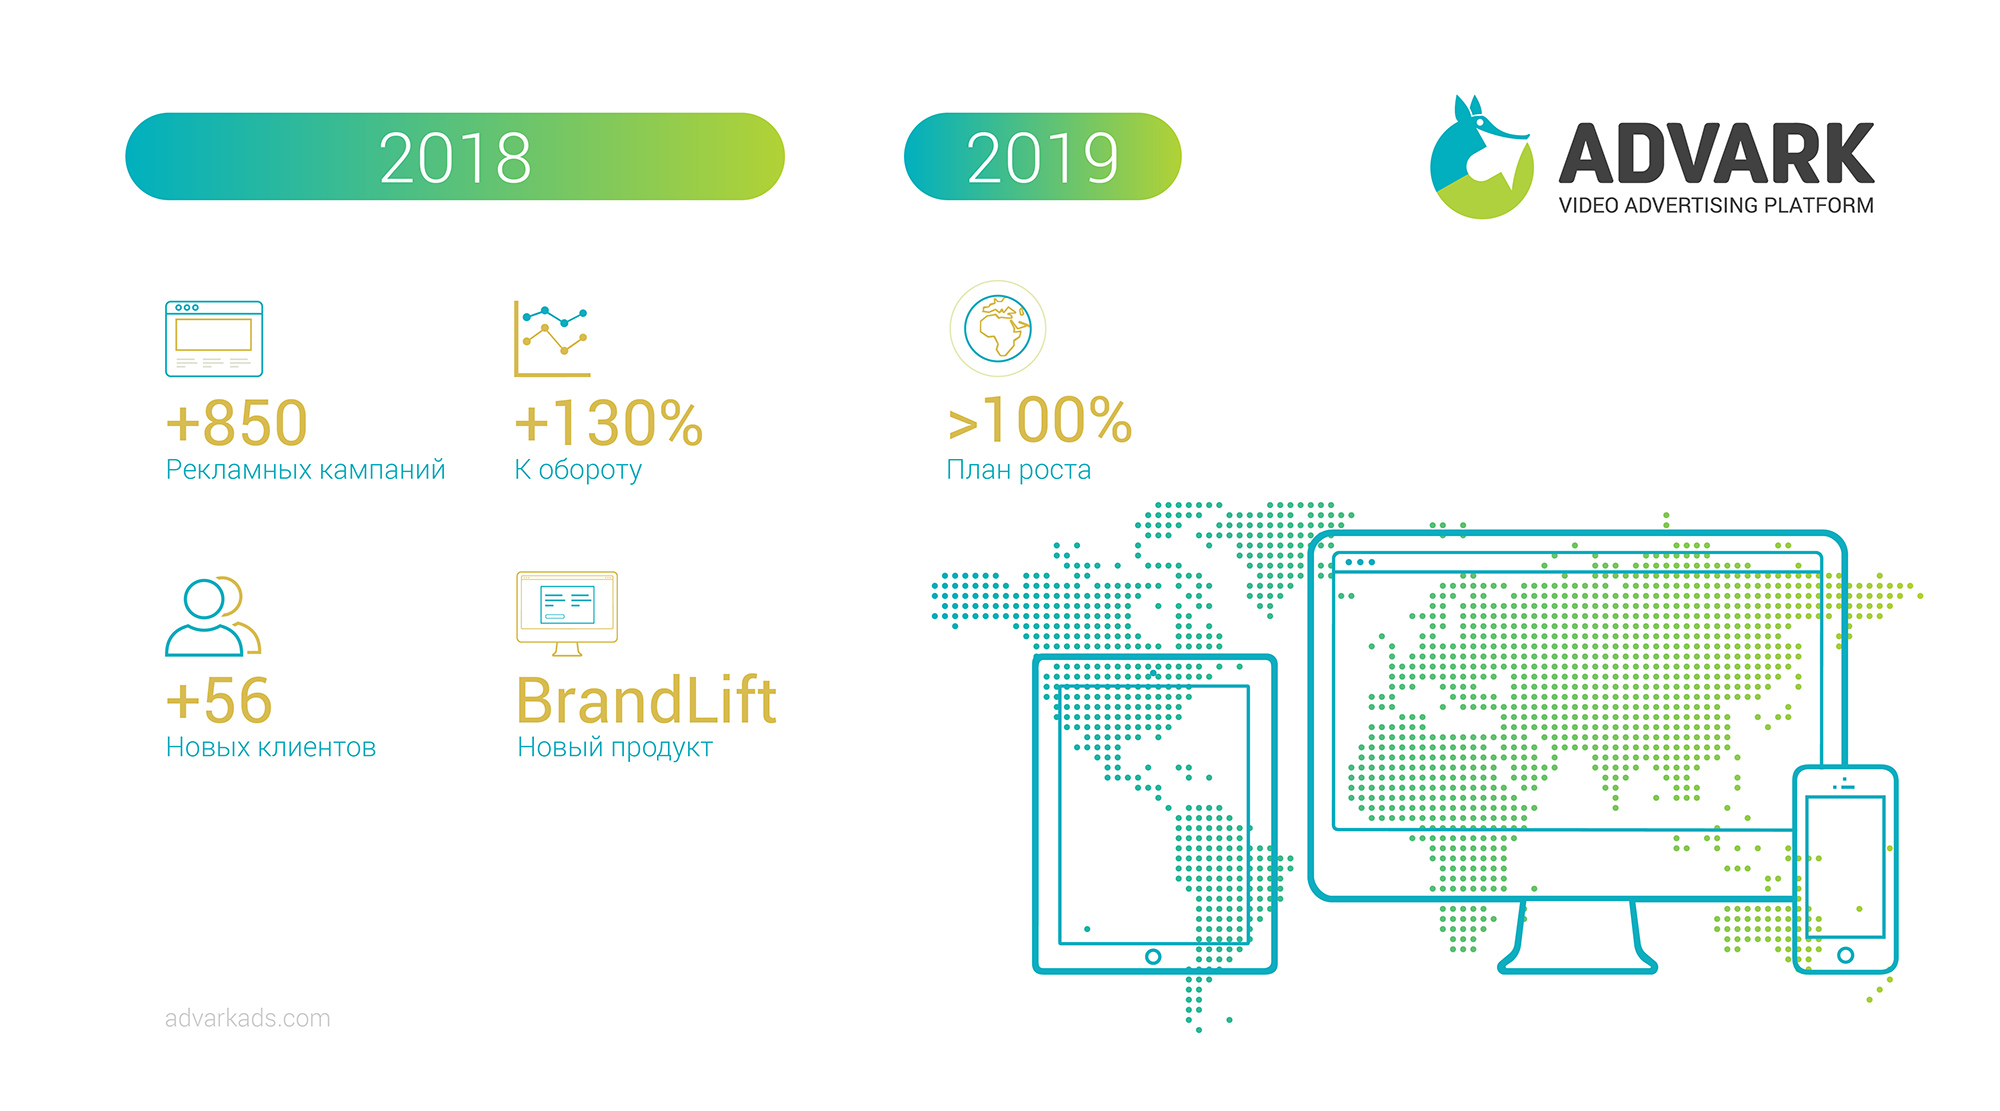 2018
2019
ADVARK
VIDEO ADVERTISING PLATFORM
+850
Рекламных кампаний
+130%
К обороту
>100%
План роста
+56
Новых клиентов
BrandLift
Новый продукт
advarkads.com